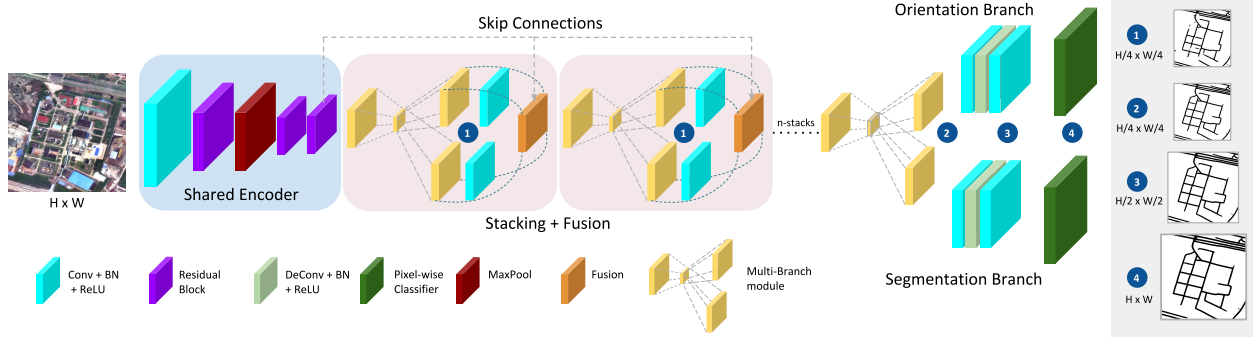 Skip Connections
Orientation Branch
1
H/4 x W/4
2
H/4 x W/4
3
H/2 x W/2
4
H x W
1
1
n-stacks
2
3
4
H x W
Shared Encoder
Stacking + Fusion
Segmentation Branch
Conv + BN
+ ReLU
Residual
Block
DeConv + BN
+ ReLU
Pixel-wise
Classifier
MaxPool
Fusion
Multi-Branch
module